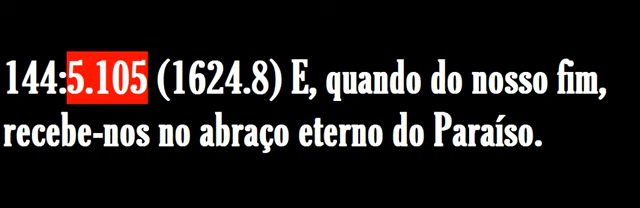 144:5.105 (1624.8) E, quando do nosso fim,
recebe-nos no abraço eterno do Paraíso.